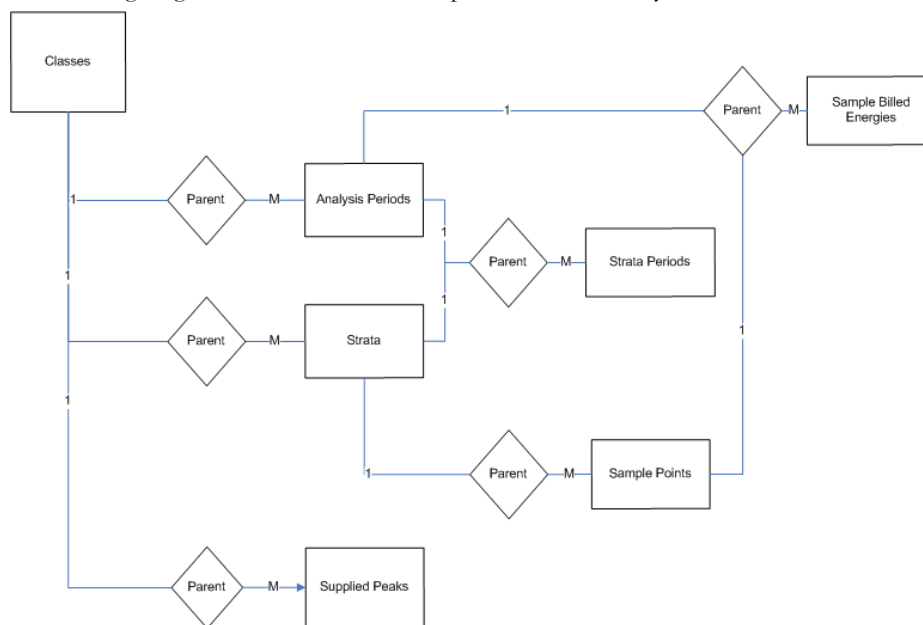 Classes
1
Parent
M
Sample Billed
Energies
1
Parent
M
Analysis Periods
1
Parent
M
Strata Periods
1
1
1
Parent
M
Strata
1
1
1
Parent
M
Sample Points
Parent
M
Supplied Peaks